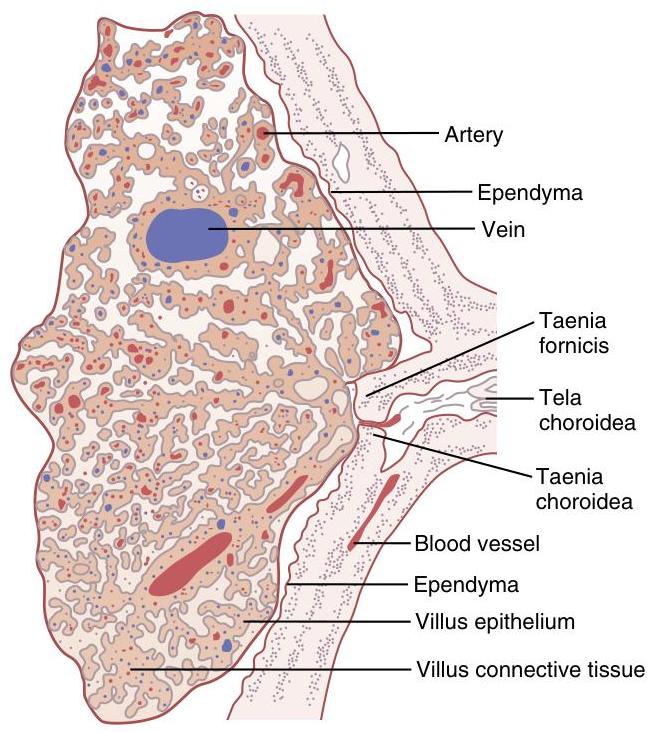 Artery
Ependyma
Vein
Taenia
fornicis
Tela
choroidea
Taenia
choroidea
Blood vessel
Ependyma
Villus epithelium
Villus connective tissue